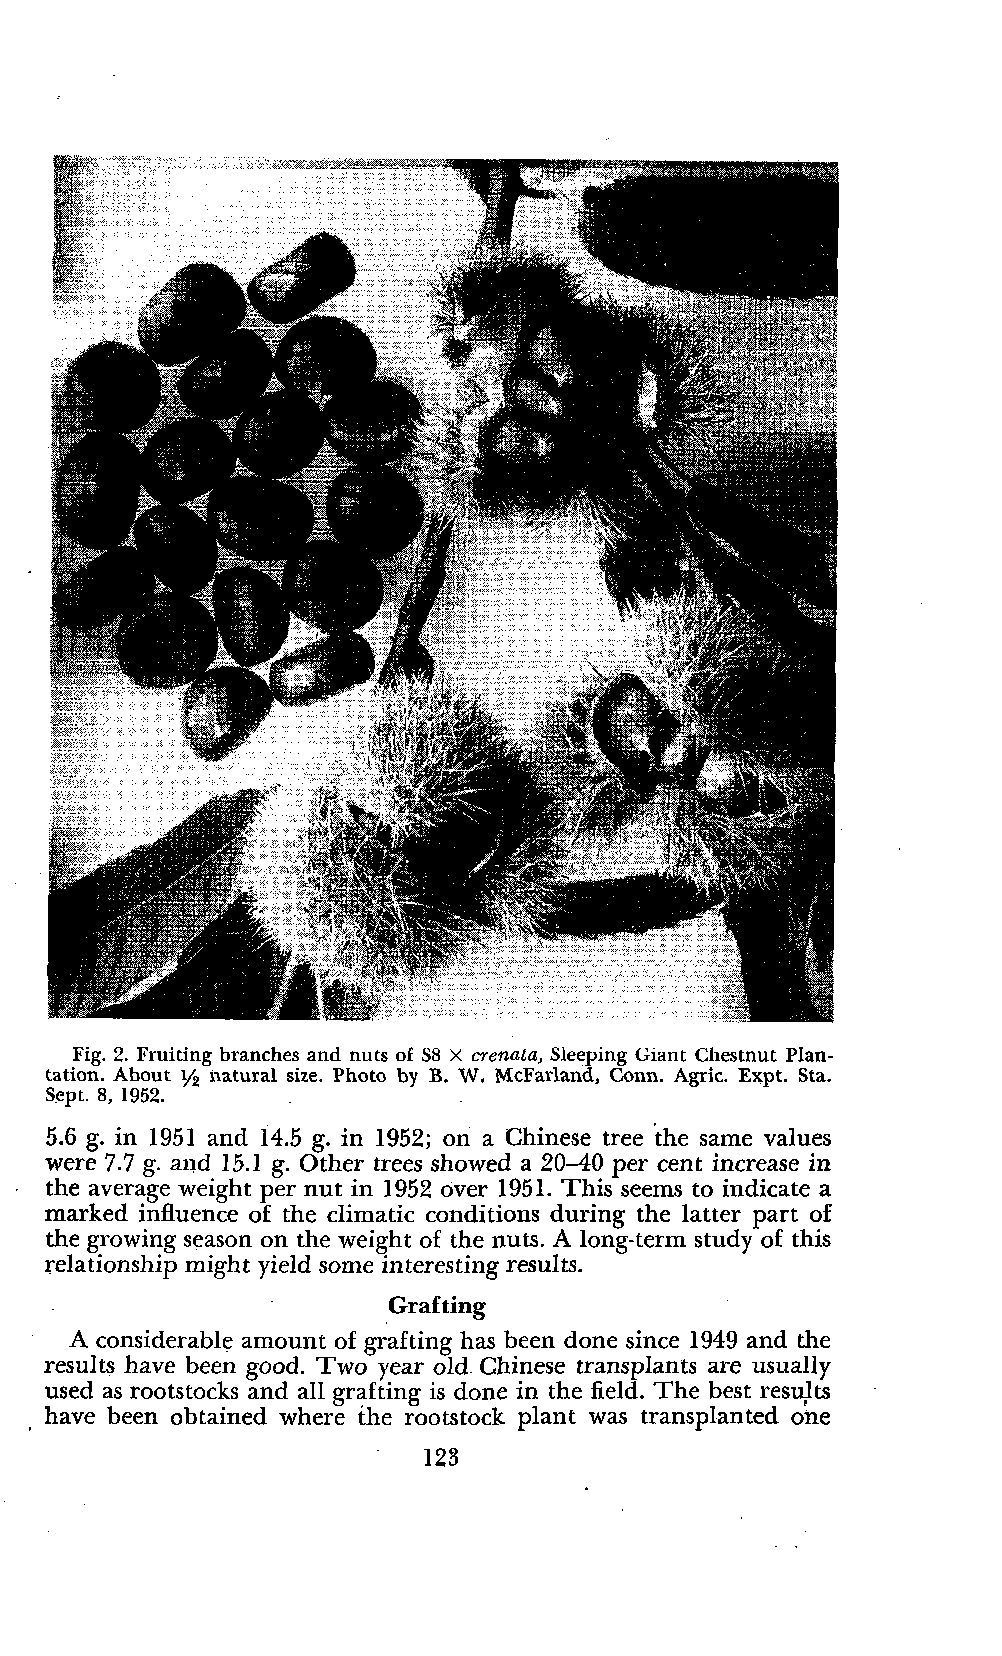 Fig. 2. Fruiting branches and nuts of S8 × crenata, Sleeping Giant Chestnut Plan-
tation. About ½ natural size. Photo by B. W. McFarland, Conn. Agric. Expt. Sta.
Sept. 8, 1952.
5.6 g. in 1951 and 14.5 g. in 1952; on a Chinese tree the same values
were 7.7 g. and 15.1 g. Other trees showed a 20–40 per cent increase in
the average weight per nut in 1952 over 1951. This seems to indicate a
marked influence of the climatic conditions during the latter part of
the growing season on the weight of the nuts. A long-term study of this
relationship might yield some interesting results.
Grafting
A considerable amount of grafting has been done since 1949 and the
results have been good. Two year old Chinese transplants are usually
used as rootstocks and all grafting is done in the field. The best results
have been obtained where the rootstock plant was transplanted one
123